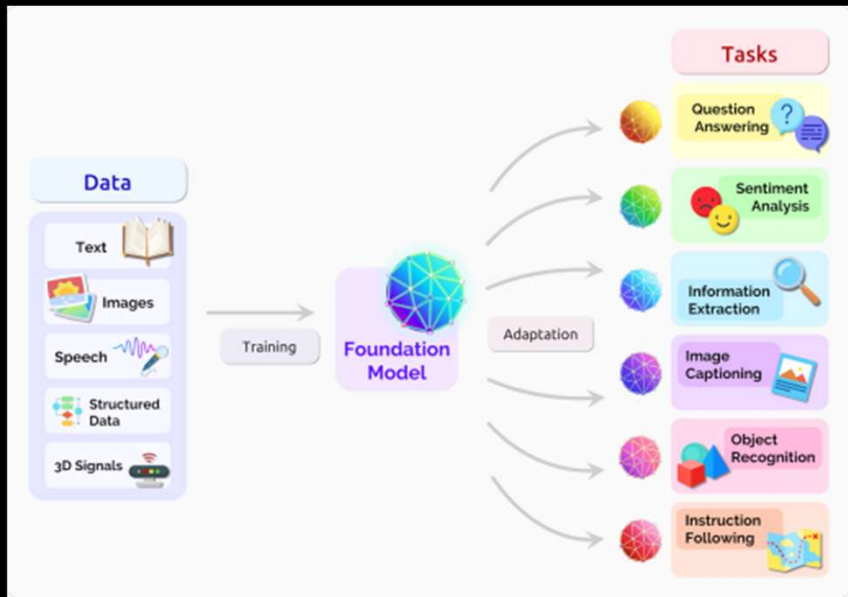 Data
Text
Images
Speech
Structured
Data
3D Signals
Training
Foundation
Model
Adaptation
Tasks
Question
Answering
?
Sentiment
Analysis
Information
Extraction
Image
Captioning
Object
Recognition
Instruction
Following